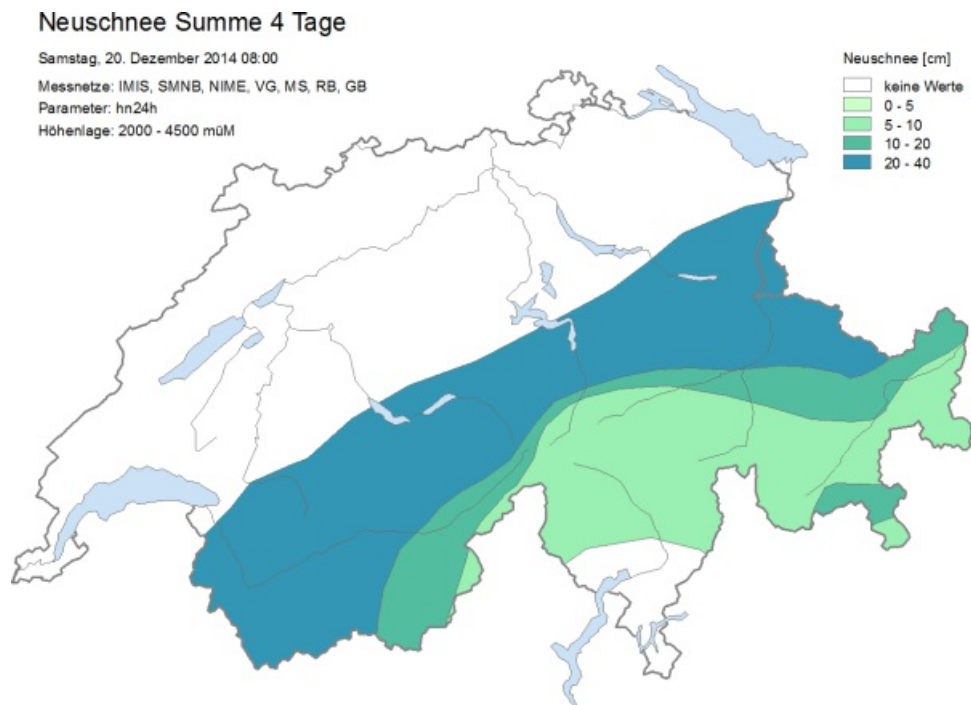 Neuschnee Summe 4 Tage
Samstag, 20. Dezember 2014 08:00
Messnetze: IMIS, SMNB, NIME, VG, MS, RB, GB
Parameter: hn24h
Höhenlage: 2000 - 4500 müM
Neuschnee [cm]
keine Werte
0 - 5
5 - 10
10 - 20
20 - 40